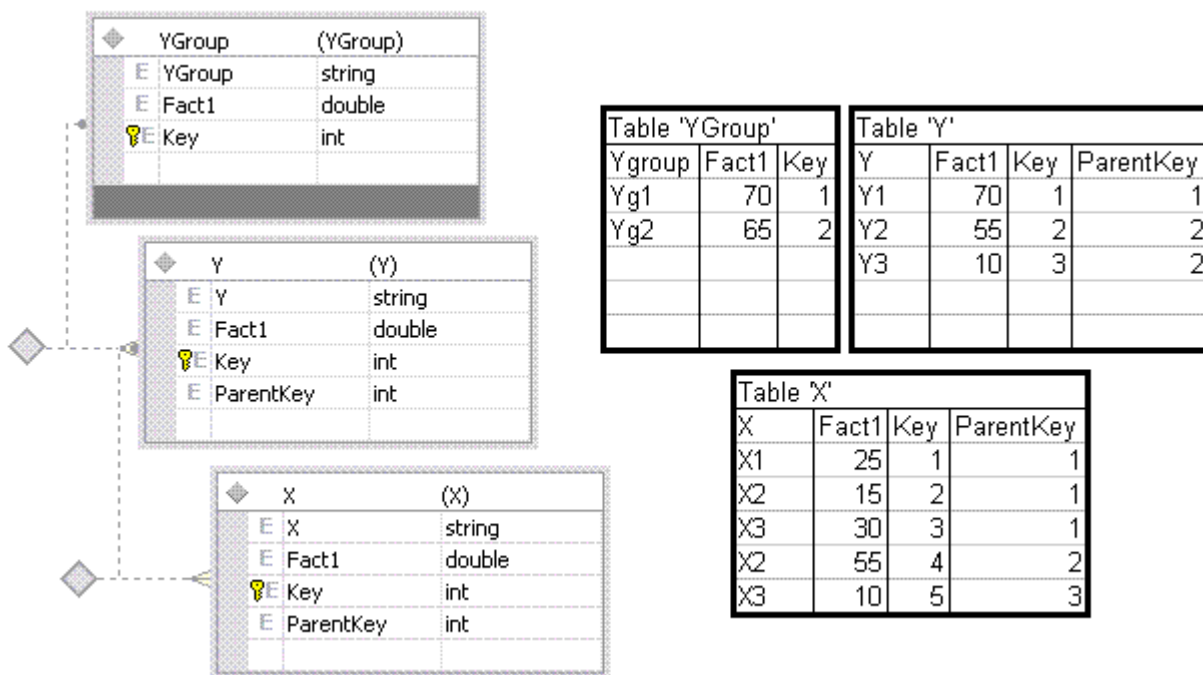 YGroup (YGroup)
E YGroup string
E Fact1 double
E Key int
Y (Y)
E Y string
E Fact1 double
E Key int
E ParentKey int
X (X)
E X string
E Fact1 double
E Key int
E ParentKey int
Table 'YGroup'
Ygroup Fact1 Key
Yg1 70 1
Yg2 65 2
Table 'Y'
Y Fact1 Key ParentKey
Y1 70 1 1
Y2 55 2 2
Y3 10 3 2
Table 'X'
X Fact1 Key ParentKey
X1 25 1 1
X2 15 2 1
X3 30 3 1
X2 55 4 2
X3 10 5 3